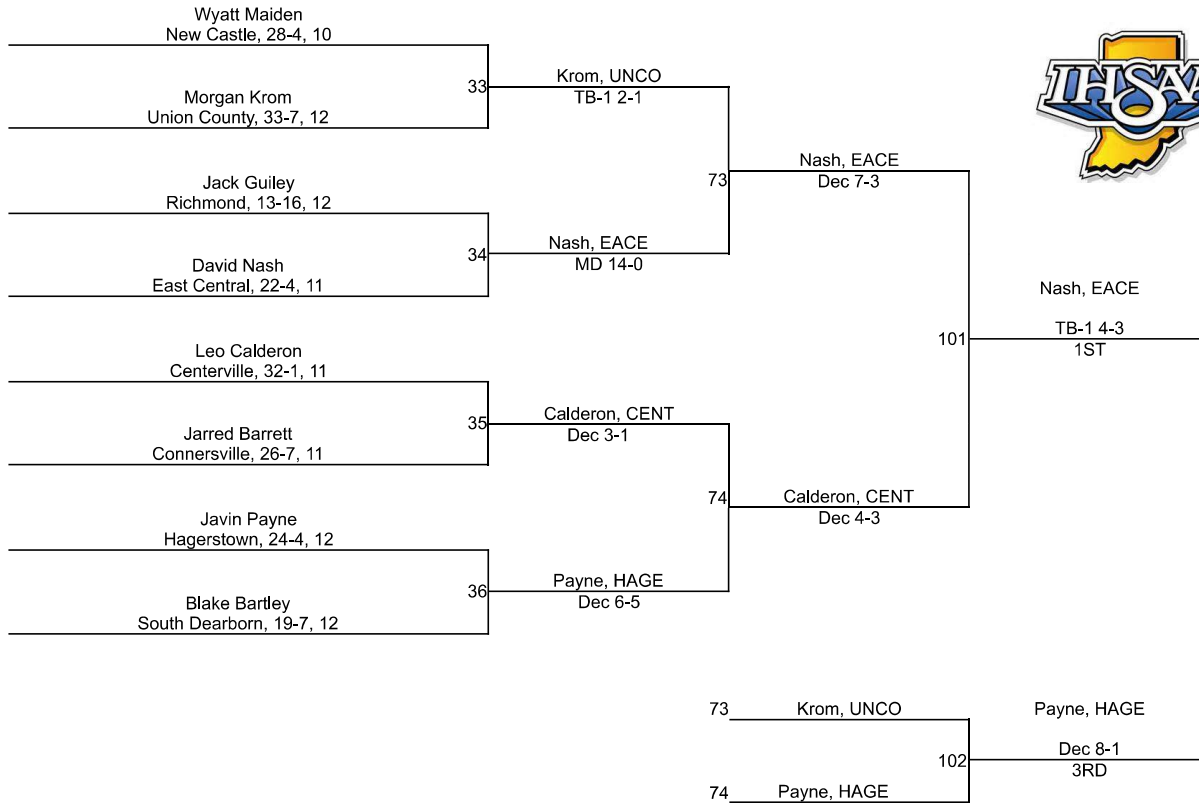 Wyatt Maiden
New Castle, 28-4, 10
33
Krom, UNCO
TB-1 2-1
Morgan Krom
Union County, 33-7, 12
IHSAA
73
Nash, EACE
Dec 7-3
Jack Guiley
Richmond, 13-16, 12
34
Nash, EACE
MD 14-0
David Nash
East Central, 22-4, 11
Nash, EACE
101
TB-1 4-3
1ST
Leo Calderon
Centerville, 32-1, 11
35
Calderon, CENT
Dec 3-1
Jarred Barrett
Connersville, 26-7, 11
74
Calderon, CENT
Dec 4-3
Javin Payne
Hagerstown, 24-4, 12
36
Payne, HAGE
Dec 6-5
Blake Bartley
South Dearborn, 19-7, 12
73
Krom, UNCO
Payne, HAGE
102
Dec 8-1
3RD
74
Payne, HAGE